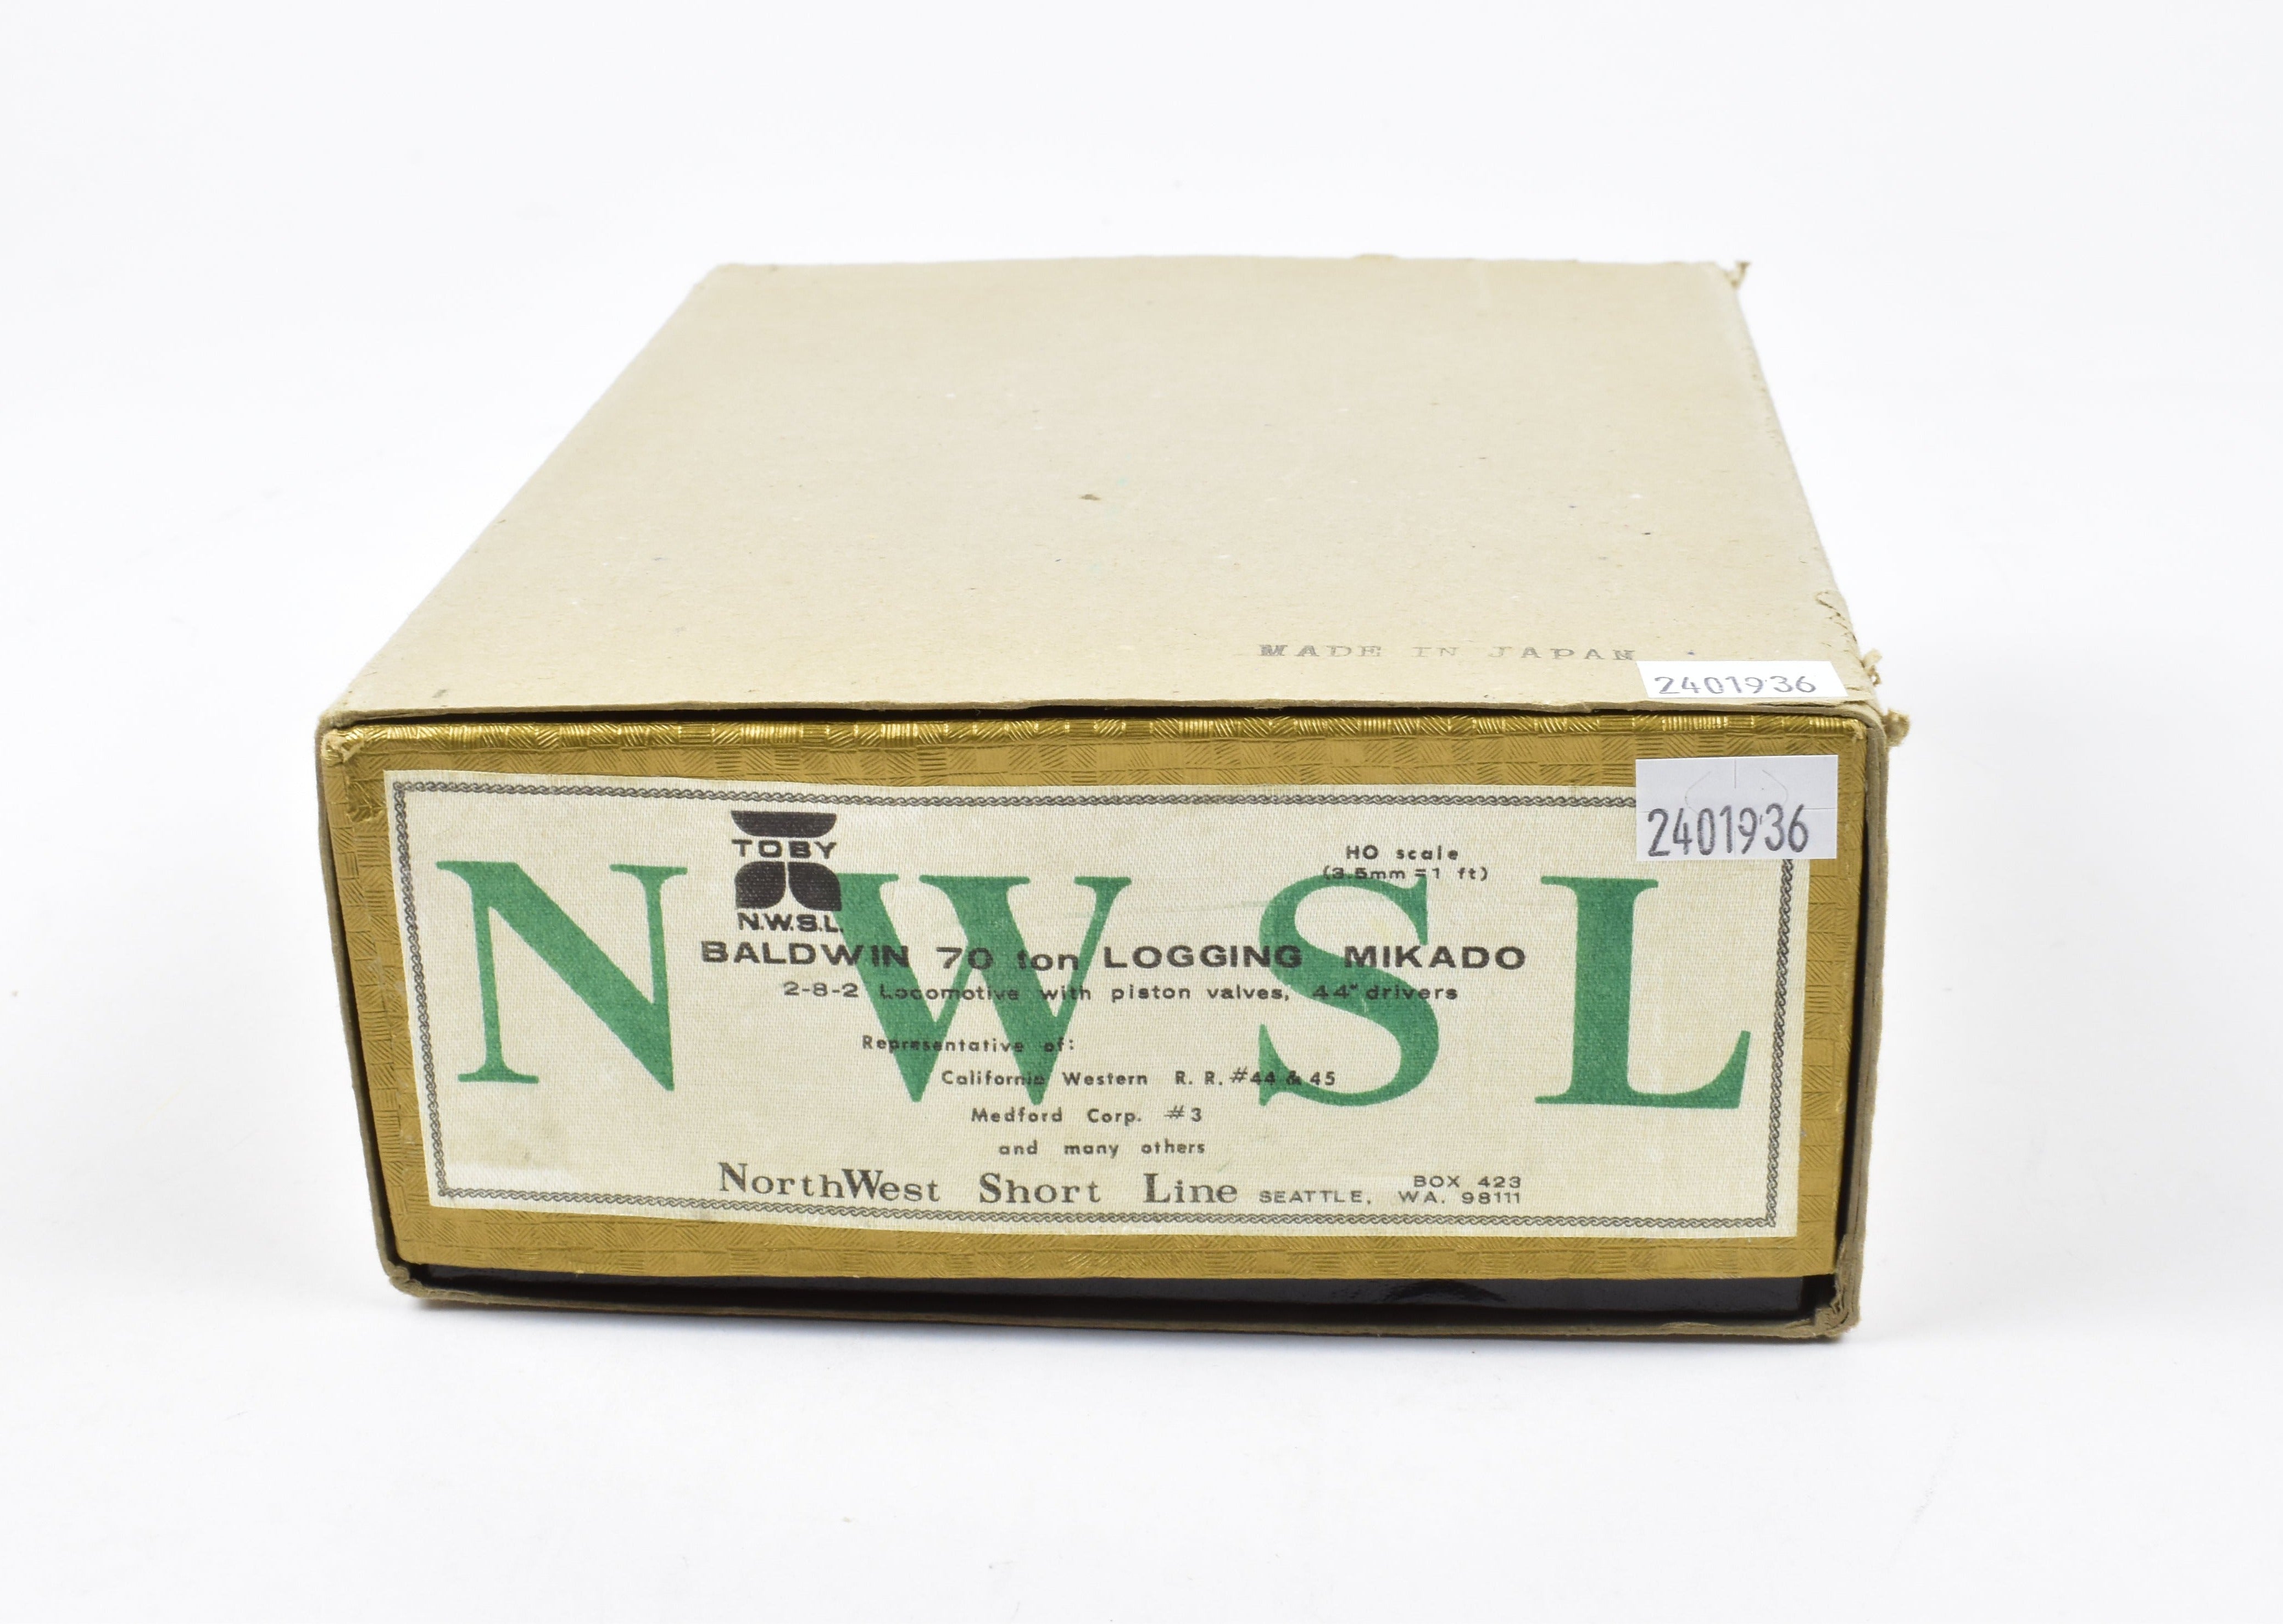 MADE IN JAPAN
2401936
2401936
NWSL
TOBY
N.W.S.L.
HO scale
(3.5mm = 1 ft)
BALDWIN 70 ton LOGGING MIKADO
2-8-2 Locomotive with piston valves, 44" drivers
Representative of:
California Western R. R. #44 & 45
Medford Corp. #3
and many others
NorthWest Short Line SEATTLE, BOX 423 WA. 98111